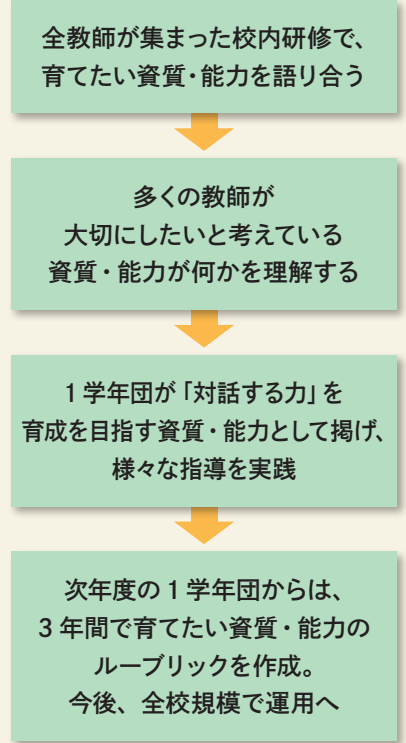 全教師が集まった校内研修で、
育てたい資質・能力を語り合う
多くの教師が
大切にしたいと考えている
資質・能力が何かを理解する
1学年団が「対話する力」を
育成を目指す資質・能力として掲げ、
様々な指導を実践
次年度の1学年団からは、
3年間で育てたい資質・能力の
ルーブリックを作成。
今後、全校規模で運用へ